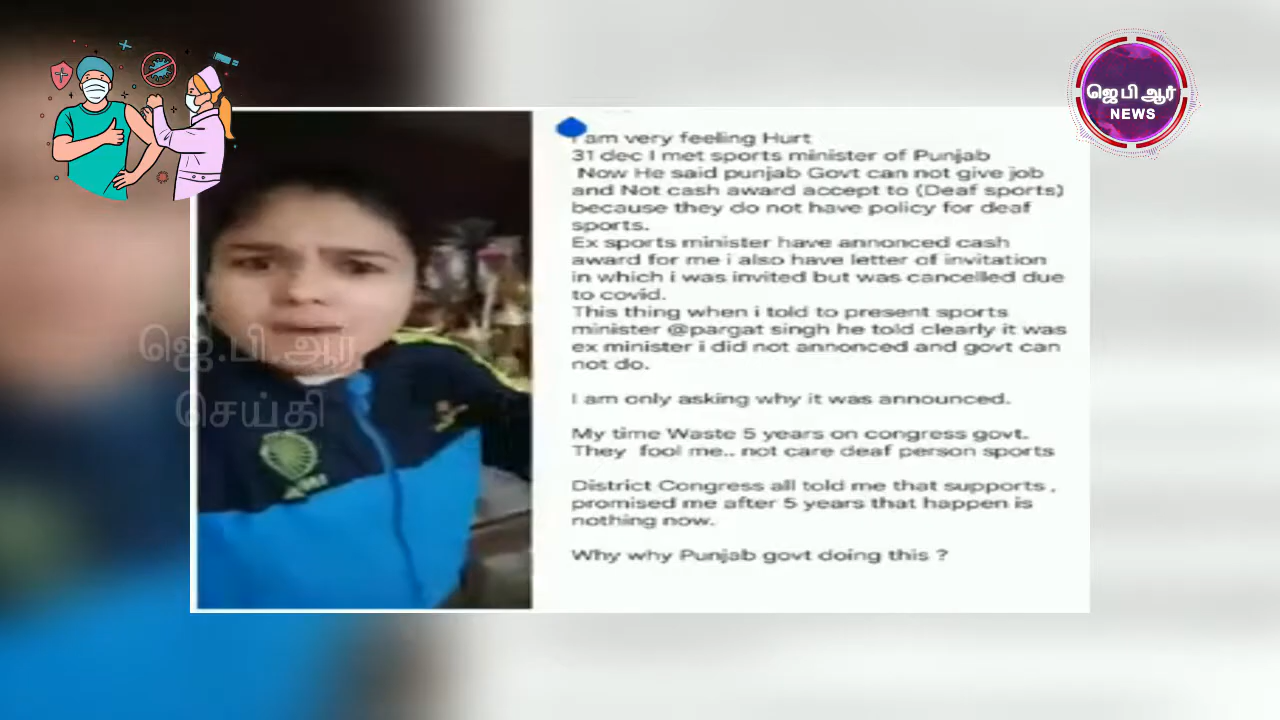 ஜெ பி ஆர்
NEWS
ஜெ.பி.ஆர்
செய்தி
I am very feeling Hurt
31 dec I met sports minister of Punjab
Now He said punjab Govt can not give job
and Not cash award accept to (Deaf sports)
because they do not have policy for deaf
sports.
Ex sports minister have annonced cash
award for me i also have letter of invitation
in which i was invited but was cancelled due
to covid.
This thing when i told to present sports
minister @pargat singh he told clearly it was
ex minister i did not annonced and govt can
not do.
I am only asking why it was announced.
My time Waste 5 years on congress govt.
They fool me.. not care deaf person sports
District Congress all told me that supports ,
promised me after 5 years that happen is
nothing now.
Why why Punjab govt doing this ?